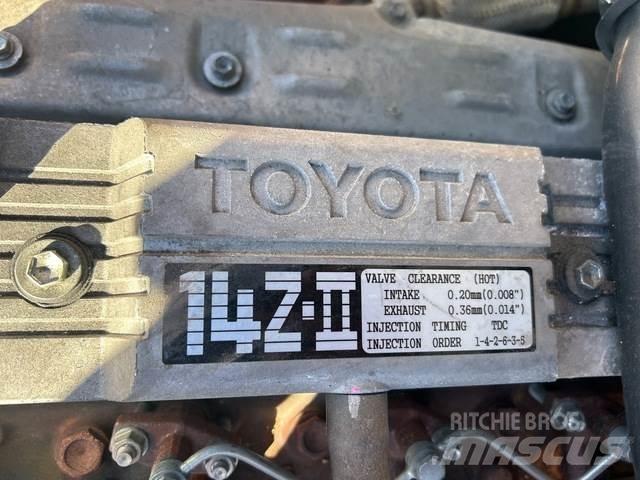 TOYOTA
14Z-II
VALVE CLEARANCE (HOT)
INTAKE 0.20mm(0.008")
EXHAUST 0.36mm(0.014")
INJECTION TIMING TDC
INJECTION ORDER 1-4-2-6-3-5
RITCHIE BROS
MASCUS